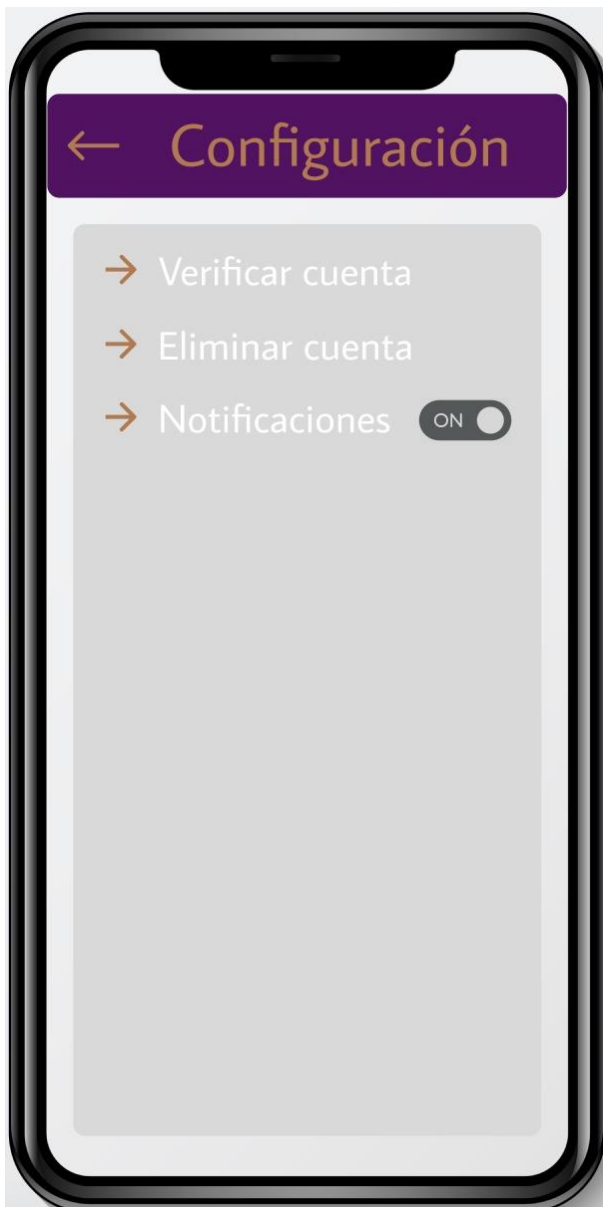 Configuración
Verificar cuenta
Eliminar cuenta
Notificaciones ON